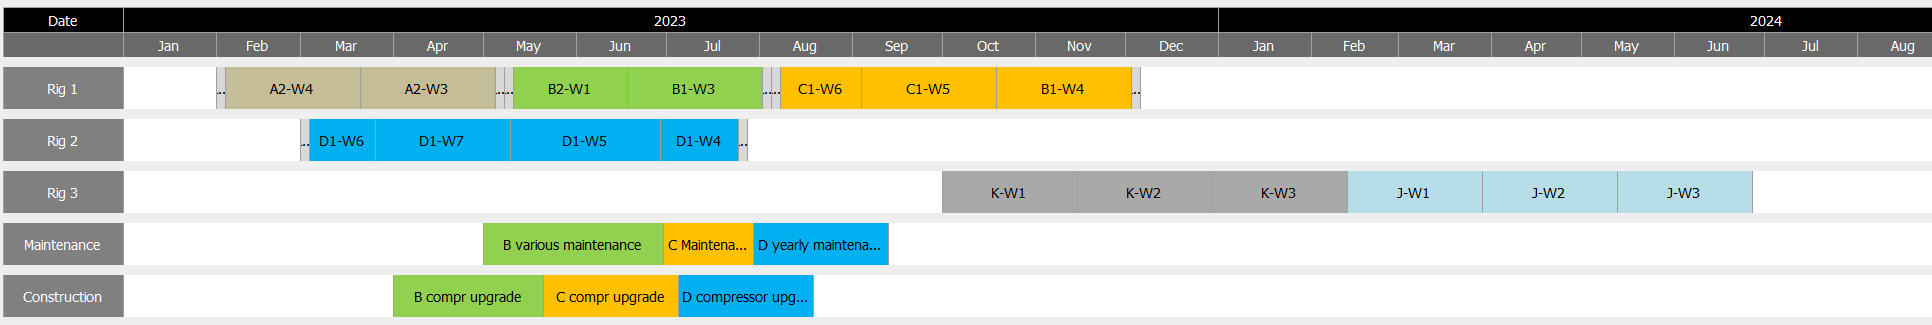 Date 2023 2024
Jan Feb Mar Apr May Jun Jul Aug Sep Oct Nov Dec Jan Feb Mar Apr May Jun Jul Aug
Rig 1 ... A2-W4 A2-W3 ... ... B2-W1 B1-W3 ... ... C1-W6 C1-W5 B1-W4 ...
Rig 2 ... D1-W6 D1-W7 D1-W5 D1-W4 ...
Rig 3 K-W1 K-W2 K-W3 J-W1 J-W2 J-W3
Maintenance B various maintenance C Maintena... D yearly maintena...
Construction B compr upgrade C compr upgrade D compressor upg...